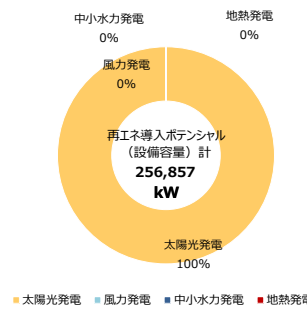 中小水力発電
0%
地熱発電
0%
風力発電
0%
再エネ導入ポテンシャル
（設備容量）計
256,857
kW
太陽光発電
100%
太陽光発電 風力発電 中小水力発電 地熱発電